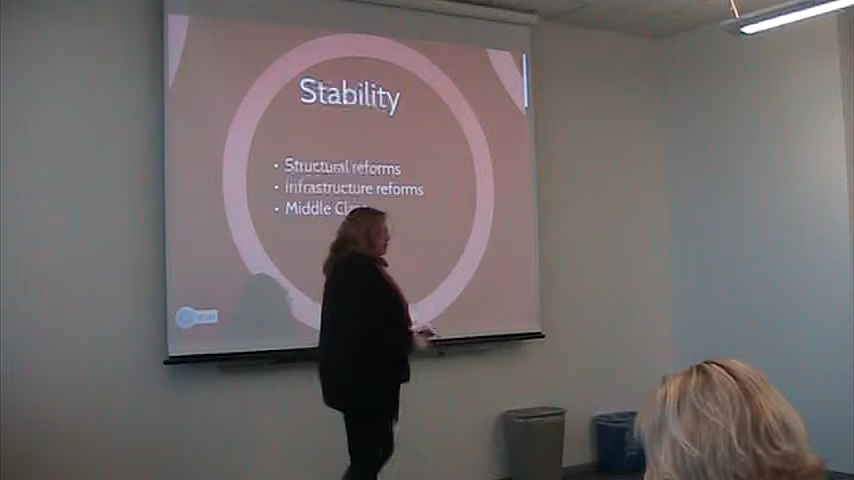 Stability
• Structural reforms
• Infrastructure reforms
• Middle